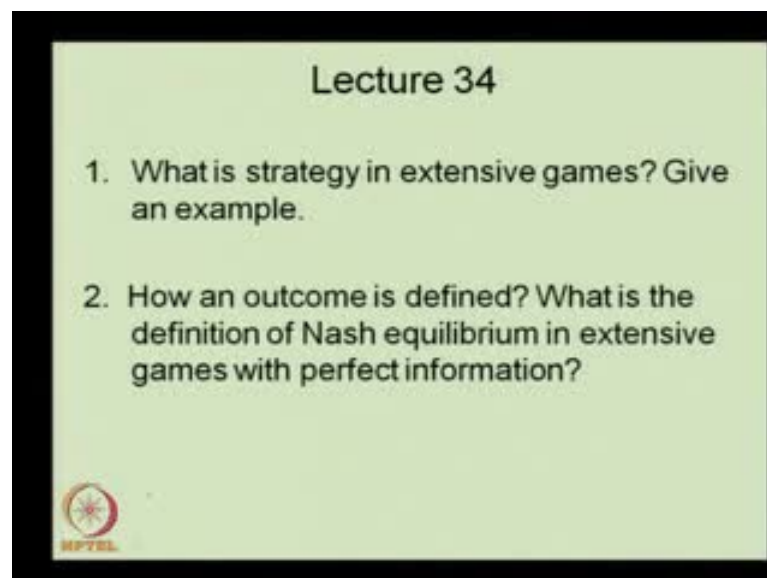 Lecture 34
1. What is strategy in extensive games? Give
an example.
2. How an outcome is defined? What is the
definition of Nash equilibrium in extensive
games with perfect information?
NPTEL